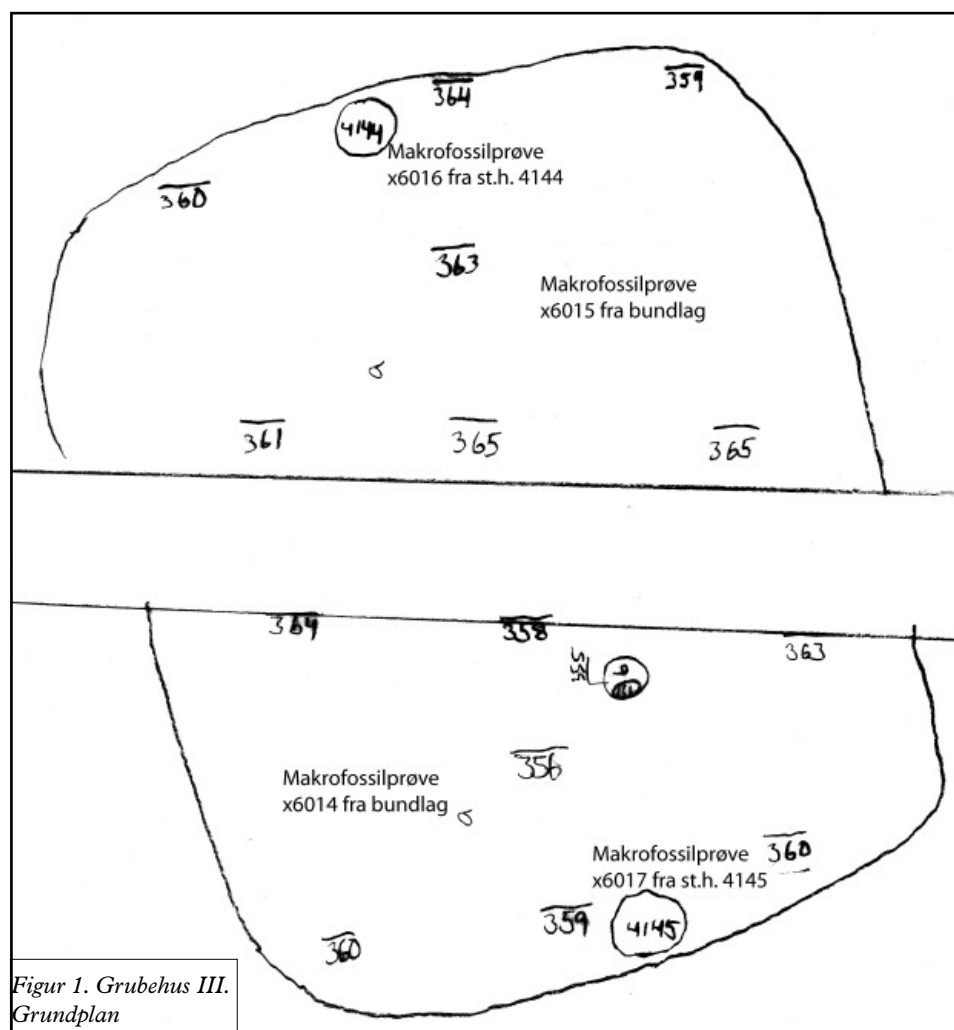 364
359
4144
Makrofossilprøve
x6016 fra st.h. 4144
360
363
Makrofossilprøve
x6015 fra bundlag
361
365
365
364
358
363
355
356
Makrofossilprøve
x6014 fra bundlag
Makrofossilprøve
x6017 fra st.h. 4145
360
359
4145
360
Figur 1. Grubehus III.
Grundplan